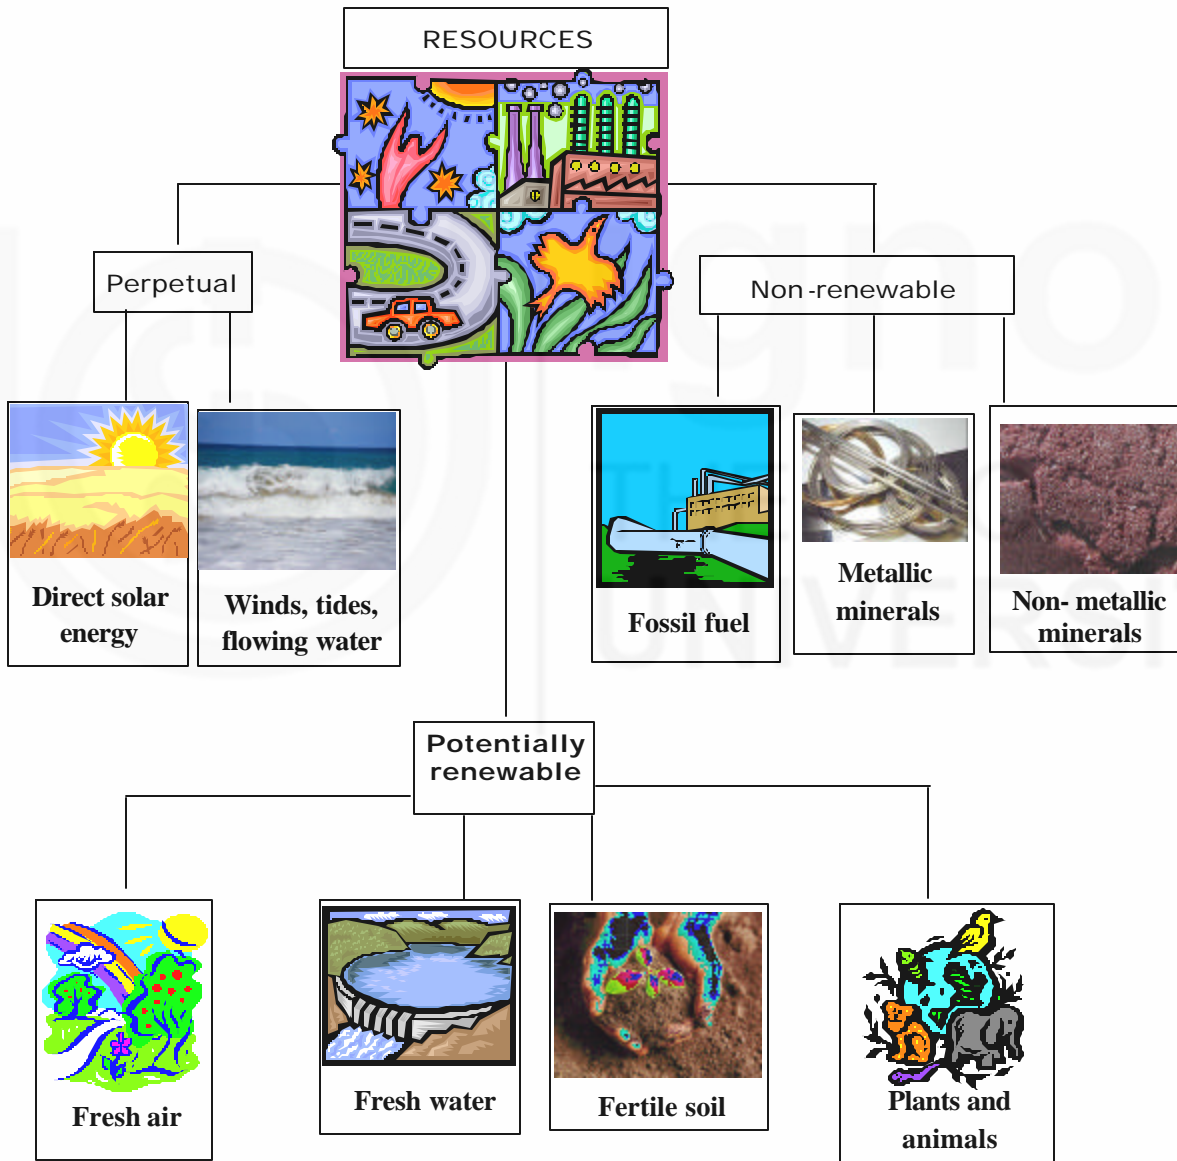 RESOURCES
Perpetual
Non-renewable
Direct solar
energy
Winds, tides,
flowing water
Fossil fuel
Metallic
minerals
Non- metallic
minerals
Potentially
renewable
Fresh air
Fresh water
Fertile soil
Plants and
animals